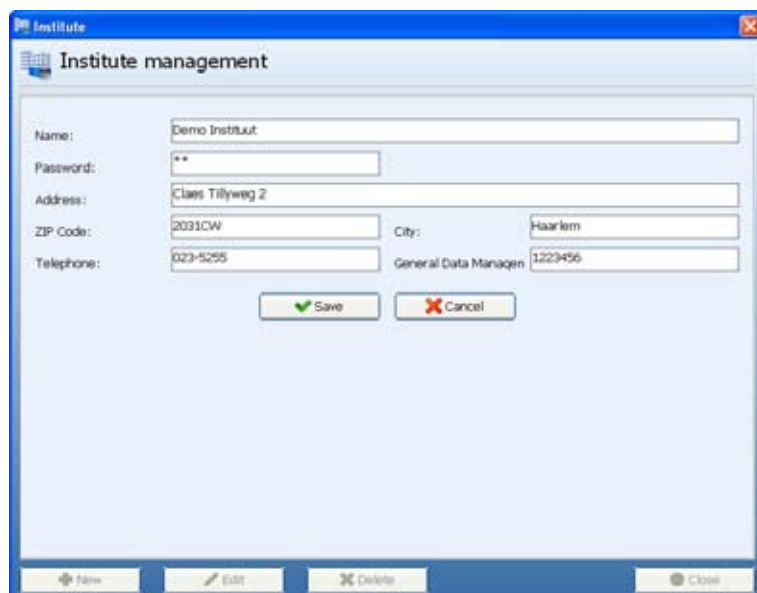 Institute
Institute management
Name: Demo Instituut
Password: **
Address: Claes Tillyweg 2
ZIP Code: 2031CW City: Haarlem
Telephone: 023-5255 General Data Managen 1223456
Save Cancel
New Edit Delete Close